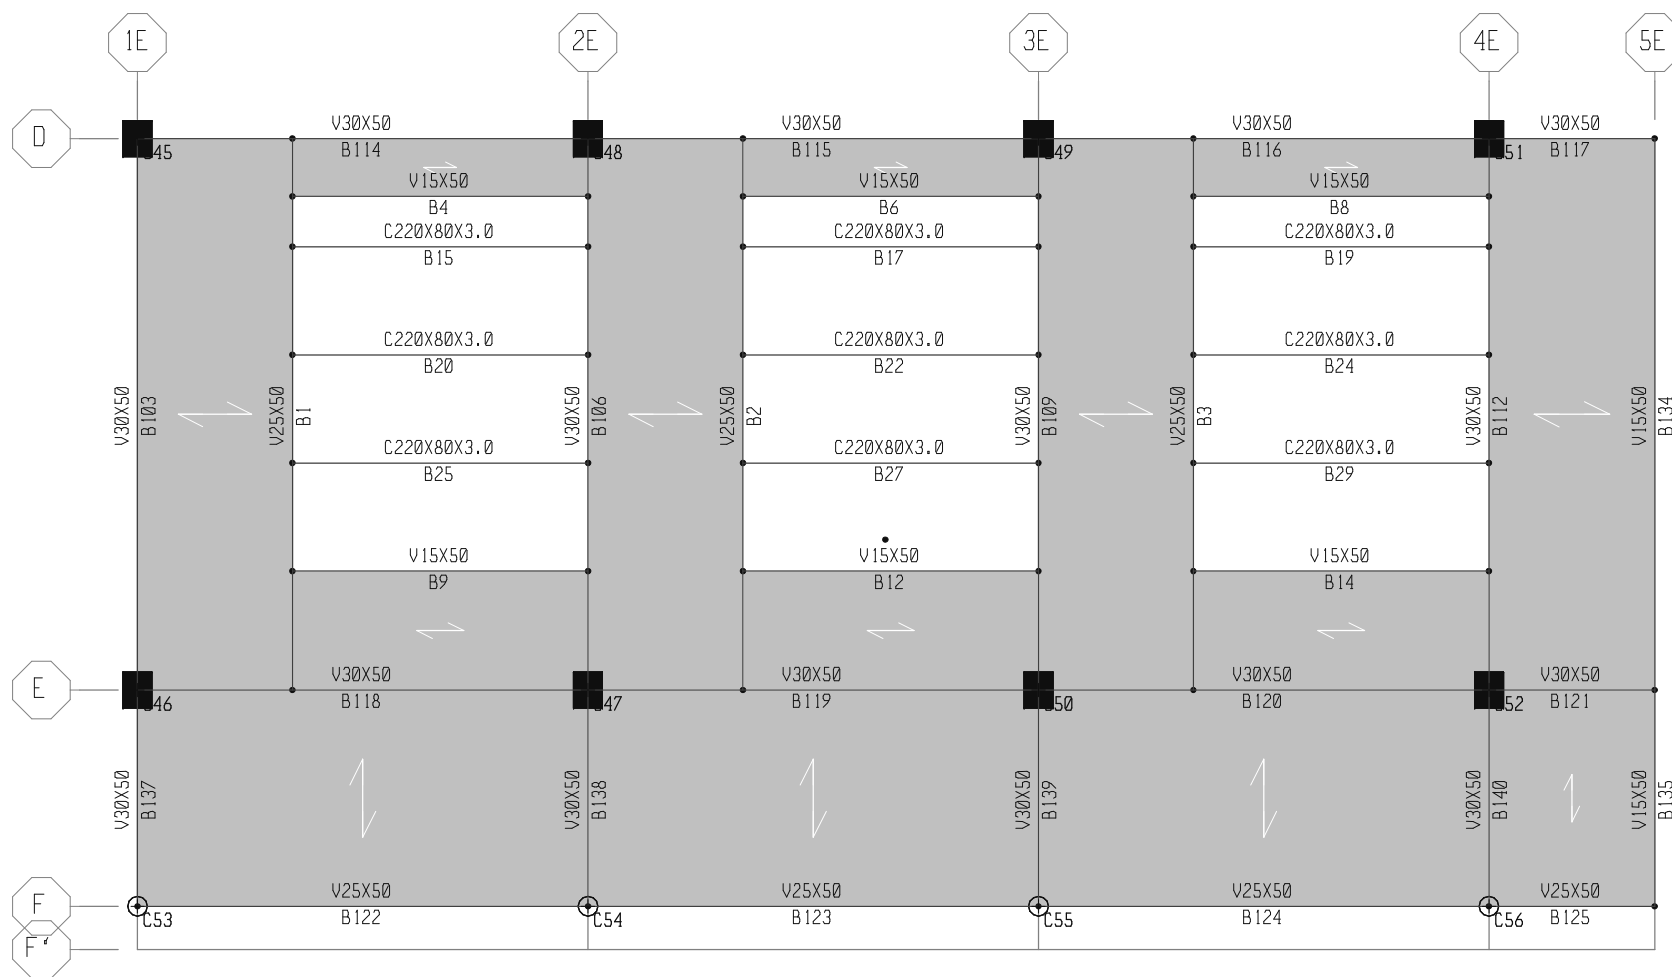 1E 2E 3E 4E 5E
V30X50 V30X50 V30X50 V30X50
D
C45 B114 C48 B115 C49 B116 C51 B117
V15X50 V15X50 V15X50
B4 B6 B8
C220X80X3.0 C220X80X3.0 C220X80X3.0
B15 B17 B19
C220X80X3.0 C220X80X3.0 C220X80X3.0
B20 B22 B24
V30X50 B103 V25X50 B1 V30X50 B106 V25X50 B2 V30X50 B109 V25X50 B3 V30X50 B112 V15X50 B134
C220X80X3.0 C220X80X3.0 C220X80X3.0
B25 B27 B29
V15X50 V15X50 V15X50
B9 B12 B14
V30X50 V30X50 V30X50 V30X50
E
C46 B118 C47 B119 C50 B120 C52 B121
V30X50 B137 V30X50 B138 V30X50 B139 V30X50 B140 V15X50 B135
V25X50 V25X50 V25X50 V25X50
F
C53 B122 C54 B123 C55 B124 C56 B125
F'